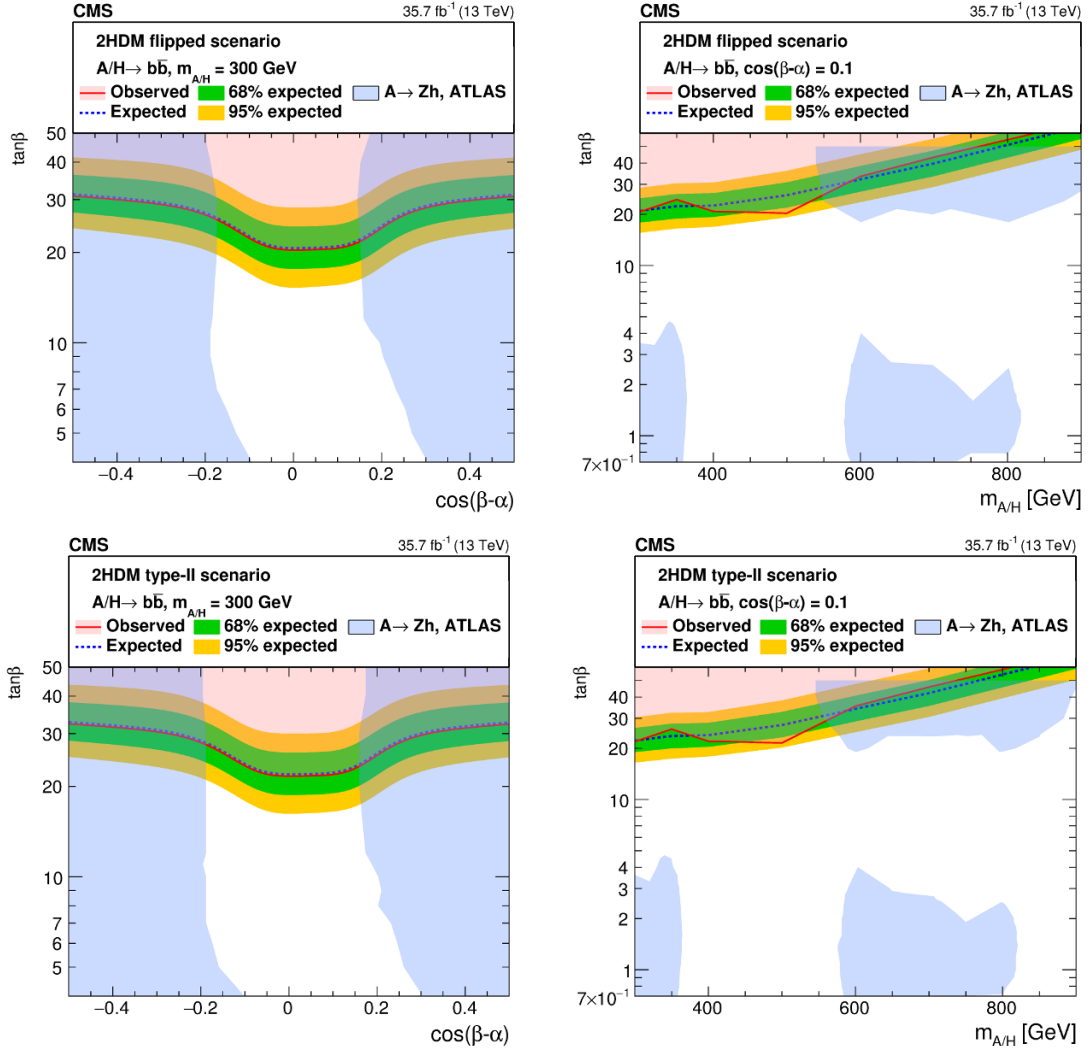 CMS 35.7 fb⁻¹ (13 TeV)
2HDM flipped scenario
A/H→ bb̅, m_A/H = 300 GeV
Observed 68% expected A→ Zh, ATLAS
Expected 95% expected
tanβ
50
40
30
20
10
7
6
5
−0.4 −0.2 0 0.2 0.4
cos(β-α)
CMS 35.7 fb⁻¹ (13 TeV)
2HDM flipped scenario
A/H→ bb̅, cos(β-α) = 0.1
Observed 68% expected A→ Zh, ATLAS
Expected 95% expected
tanβ
40
30
20
10
4
3
2
1
7×10⁻¹
400 600 800
m_A/H [GeV]
CMS 35.7 fb⁻¹ (13 TeV)
2HDM type-II scenario
A/H→ bb̅, m_A/H = 300 GeV
Observed 68% expected A→ Zh, ATLAS
Expected 95% expected
tanβ
50
40
30
20
10
7
6
5
−0.4 −0.2 0 0.2 0.4
cos(β-α)
CMS 35.7 fb⁻¹ (13 TeV)
2HDM type-II scenario
A/H→ bb̅, cos(β-α) = 0.1
Observed 68% expected A→ Zh, ATLAS
Expected 95% expected
tanβ
40
30
20
10
4
3
2
1
7×10⁻¹
400 600 800
m_A/H [GeV]